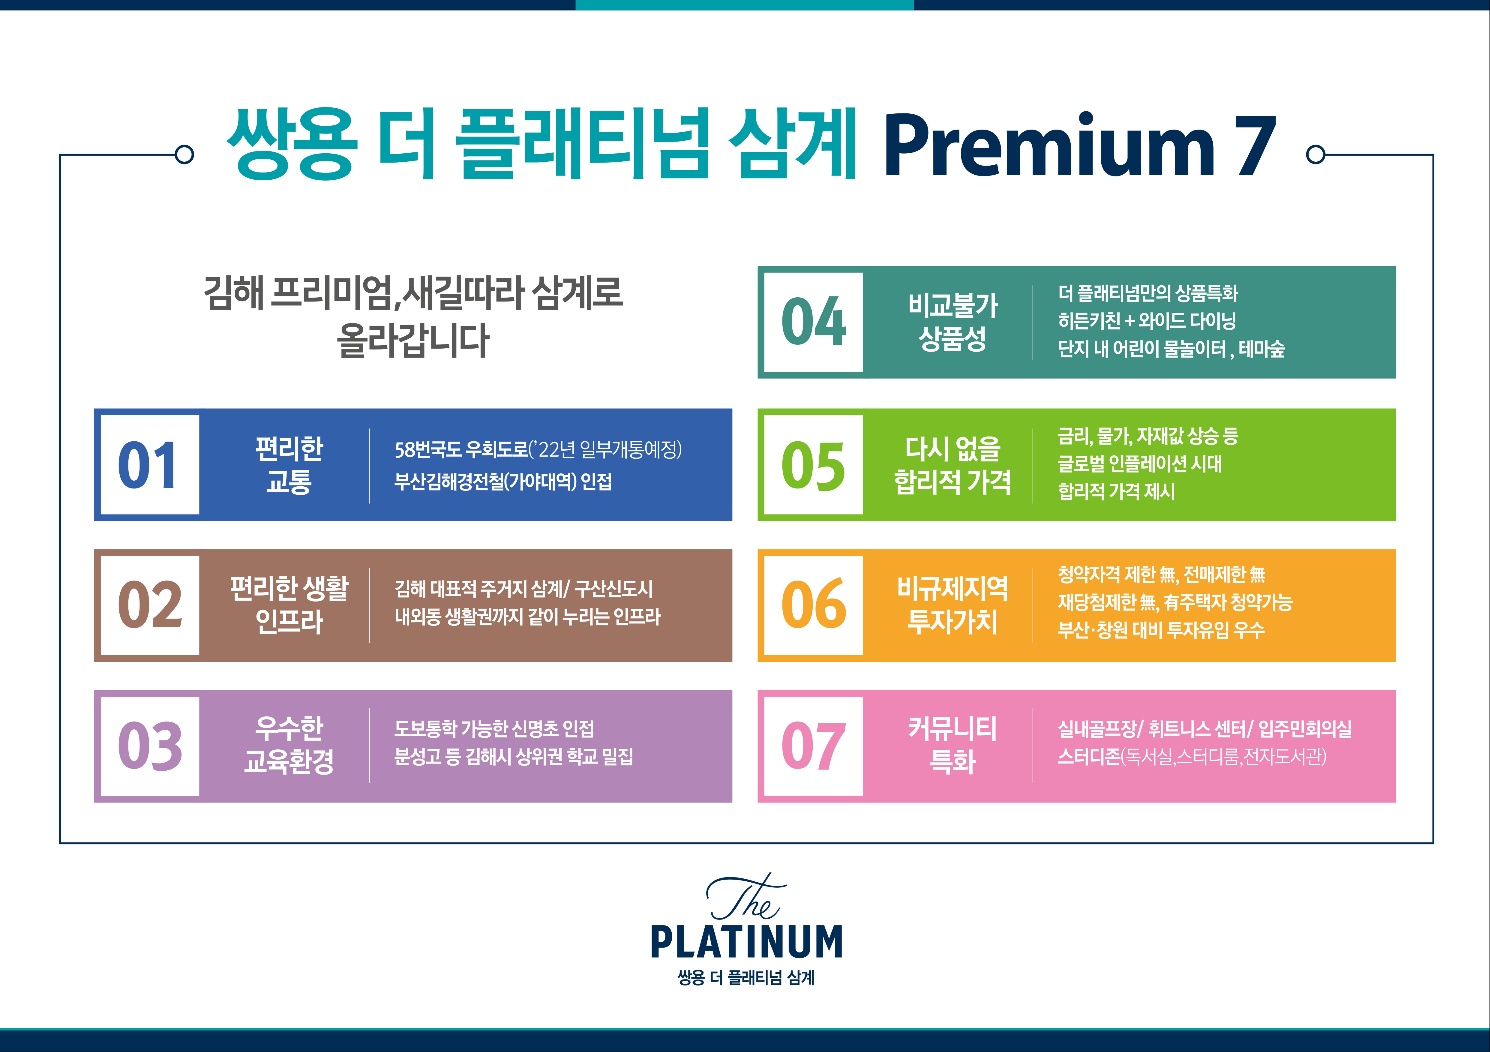 쌍용 더 플래티넘 삼계 Premium 7
김해 프리미엄,새길따라 삼계로
올라갑니다
01
편리한
교통
58번국도 우회도로('22년 일부개통예정)
부산김해경전철(가야대역) 인접
02
편리한 생활
인프라
김해 대표적 주거지 삼계/ 구산신도시
내외동 생활권까지 같이 누리는 인프라
03
우수한
교육환경
도보통학 가능한 신명초 인접
분성고 등 김해시 상위권 학교 밀집
04
비교불가
상품성
더 플래티넘만의 상품특화
히든키친 + 와이드 다이닝
단지 내 어린이 물놀이터 , 테마숲
05
다시 없을
합리적 가격
금리, 물가, 자재값 상승 등
글로벌 인플레이션 시대
합리적 가격 제시
06
비규제지역
투자가치
청약자격 제한 無, 전매제한 無
재당첨제한 無, 有주택자 청약가능
부산·창원 대비 투자유입 우수
07
커뮤니티
특화
실내골프장/ 휘트니스 센터/ 입주민회의실
스터디존(독서실,스터디룸,전자도서관)
The
PLATINUM
쌍용 더 플래티넘 삼계